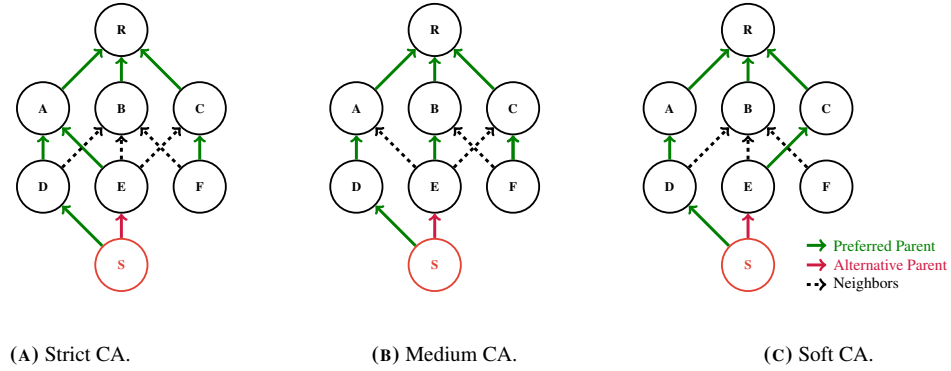 R R R
A B C A B C A B C
D E F D E F D E F
S S S
Preferred Parent
Alternative Parent
Neighbors
(A) Strict CA. (B) Medium CA. (C) Soft CA.